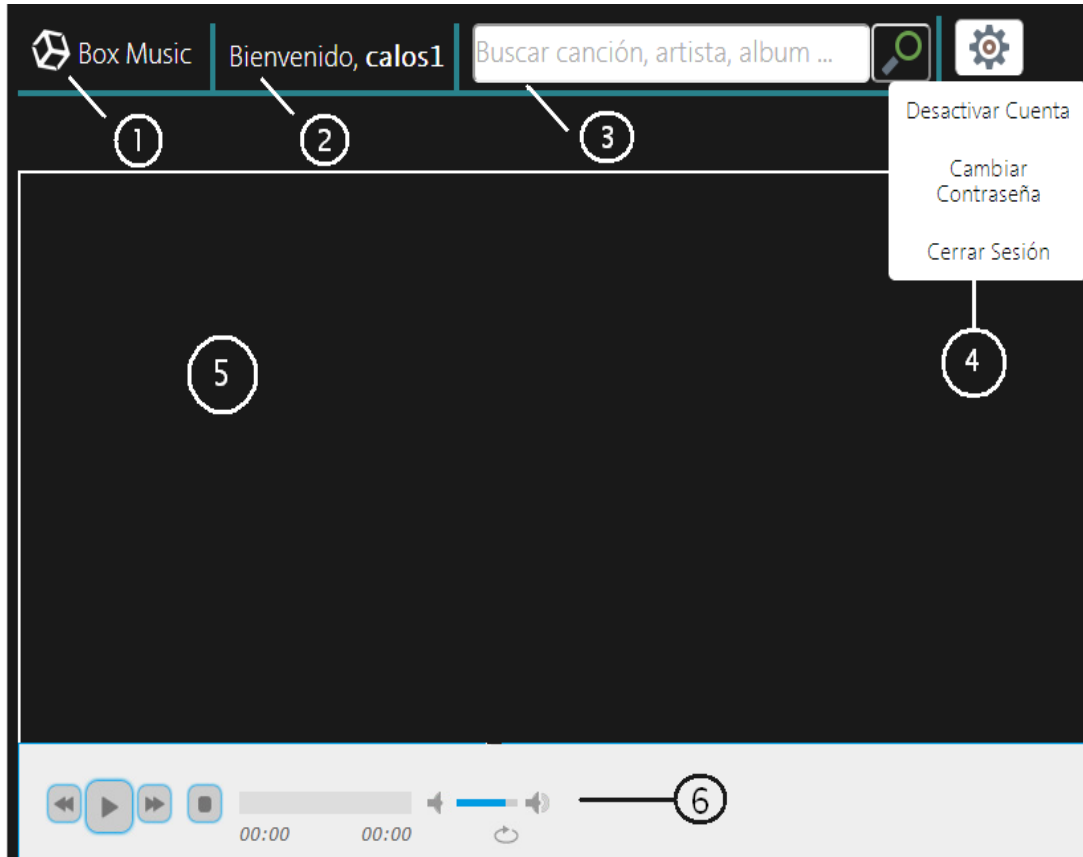 Box Music
Bienvenido, calos1
Buscar canción, artista, album ...
1
2
3
Desactivar Cuenta
Cambiar
Contraseña
Cerrar Sesión
4
5
6
00:00 00:00